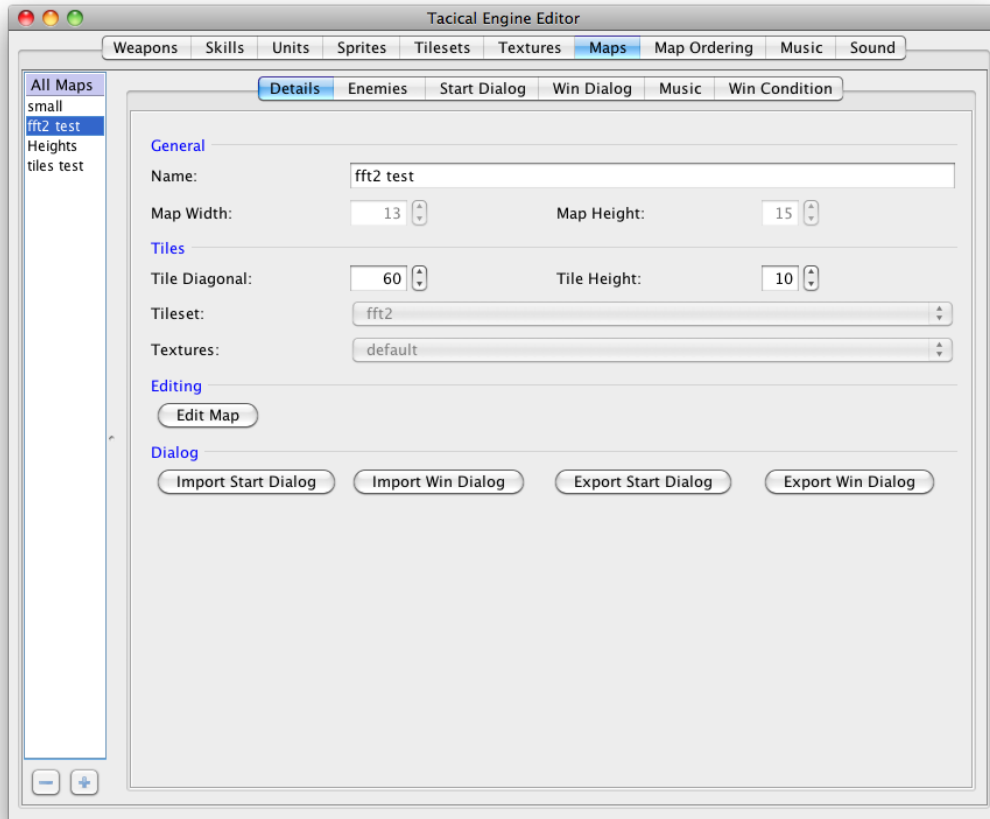 Tacical Engine Editor
Weapons Skills Units Sprites Tilesets Textures Maps Map Ordering Music Sound
All Maps
small
fft2 test
Heights
tiles test
Details Enemies Start Dialog Win Dialog Music Win Condition
General
Name: fft2 test
Map Width: 13 Map Height: 15
Tiles
Tile Diagonal: 60 Tile Height: 10
Tileset: fft2
Textures: default
Editing
Edit Map
Dialog
Import Start Dialog Import Win Dialog Export Start Dialog Export Win Dialog